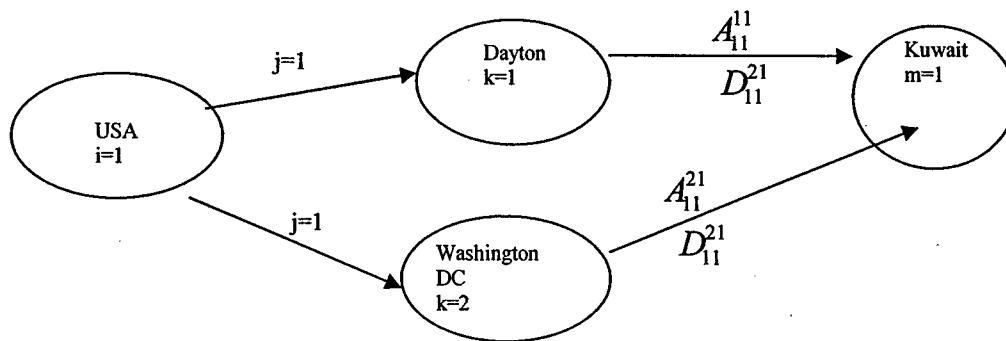 USA
i=1
j=1
j=1
Dayton
k=1
Washington
DC
k=2
A_{11}^{11}
D_{11}^{21}
A_{11}^{21}
D_{11}^{21}
Kuwait
m=1